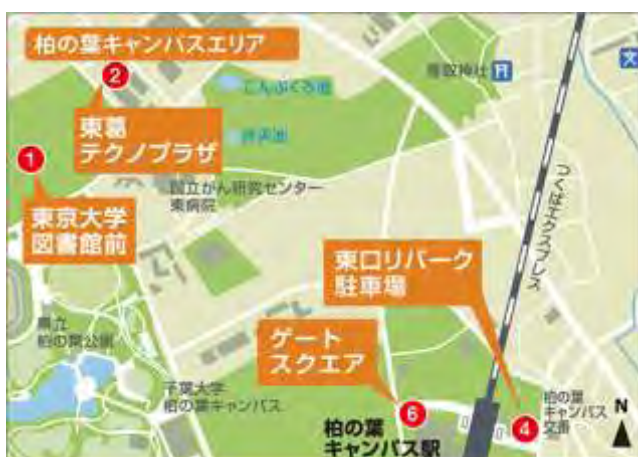 柏の葉キャンパスエリア
2
こんぶくろ池
香取神社
文
東葛
テクノプラザ
弁天池
1
国立がん研究センター
東病院
東京大学
図書館前
つくばエクスプレス
東口リパーク
駐車場
県立
柏の葉公園
ゲート
スクエア
千葉大学
柏の葉キャンパス
6
柏の葉
キャンパス駅
4
柏の葉
キャンパス
交番
N